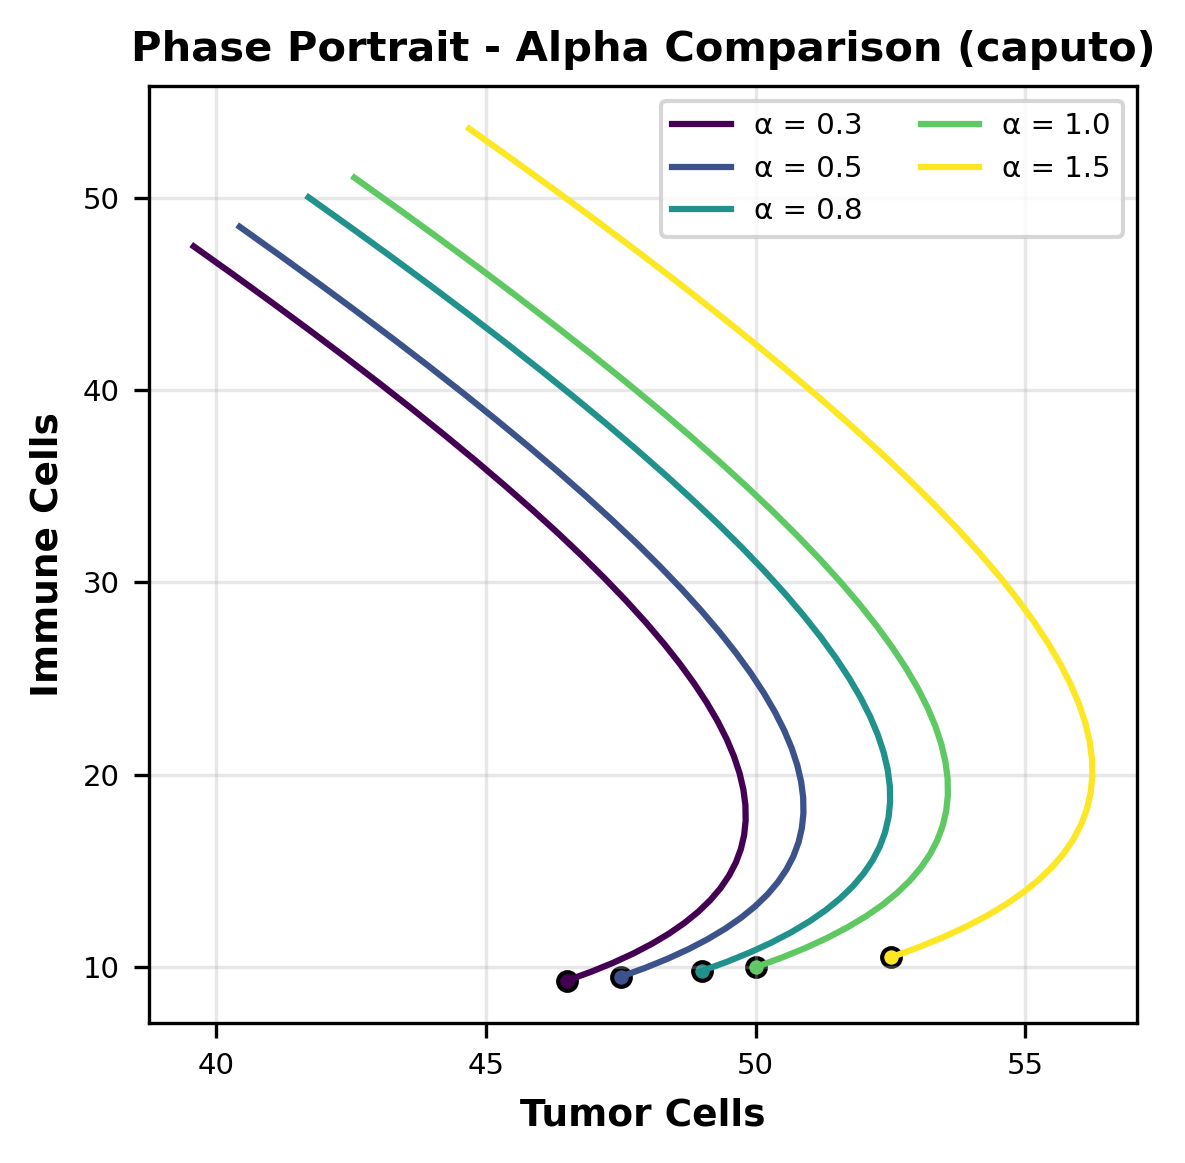 Phase Portrait - Alpha Comparison (caputo)
α = 0.3
α = 0.5
α = 0.8
α = 1.0
α = 1.5
50
40
30
20
10
Immune Cells
40 45 50 55
Tumor Cells